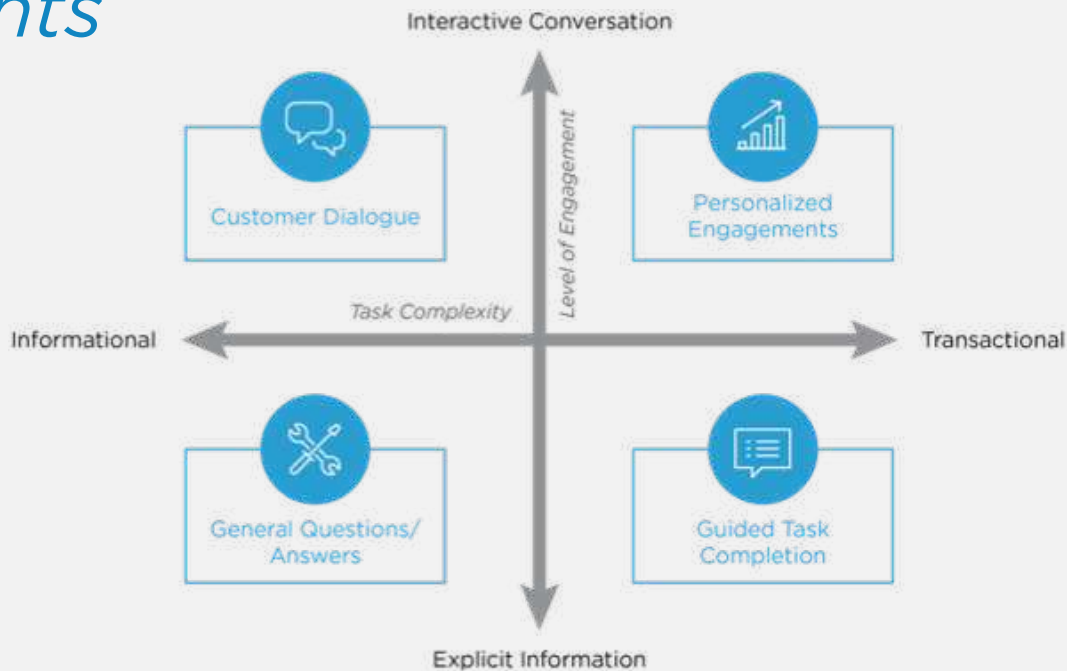 Interactive Conversation
Customer Dialogue
Level of Engagement
Personalized
Engagements
Task Complexity
Informational
Transactional
General Questions/
Answers
Guided Task
Completion
Explicit Information